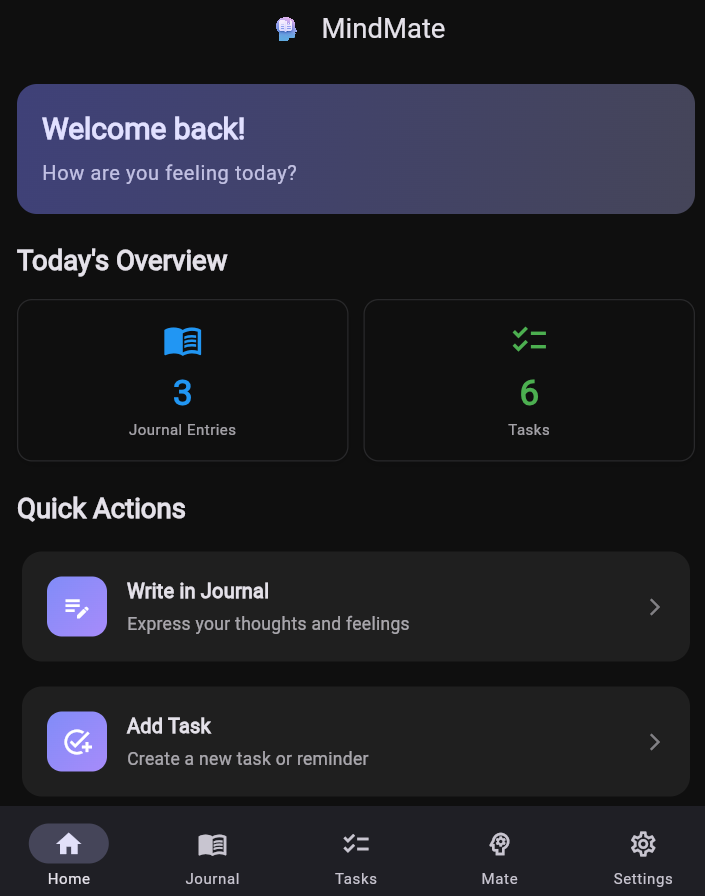 MindMate
Welcome back!
How are you feeling today?
Today's Overview
3
Journal Entries
6
Tasks
Quick Actions
Write in Journal
Express your thoughts and feelings
Add Task
Create a new task or reminder
Home
Journal
Tasks
Mate
Settings